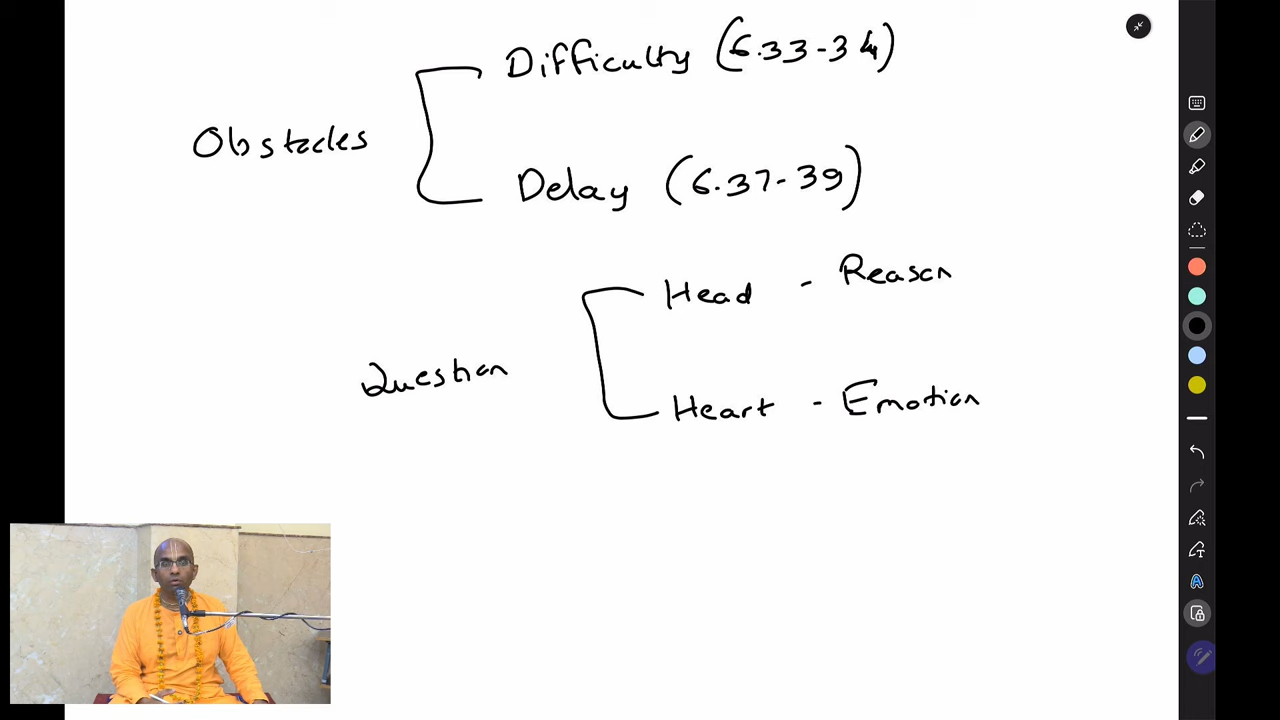 Difficulty (6.33-34)
Obstacles
Delay (6.37-39)
Head - Reason
Question
Heart - Emotion